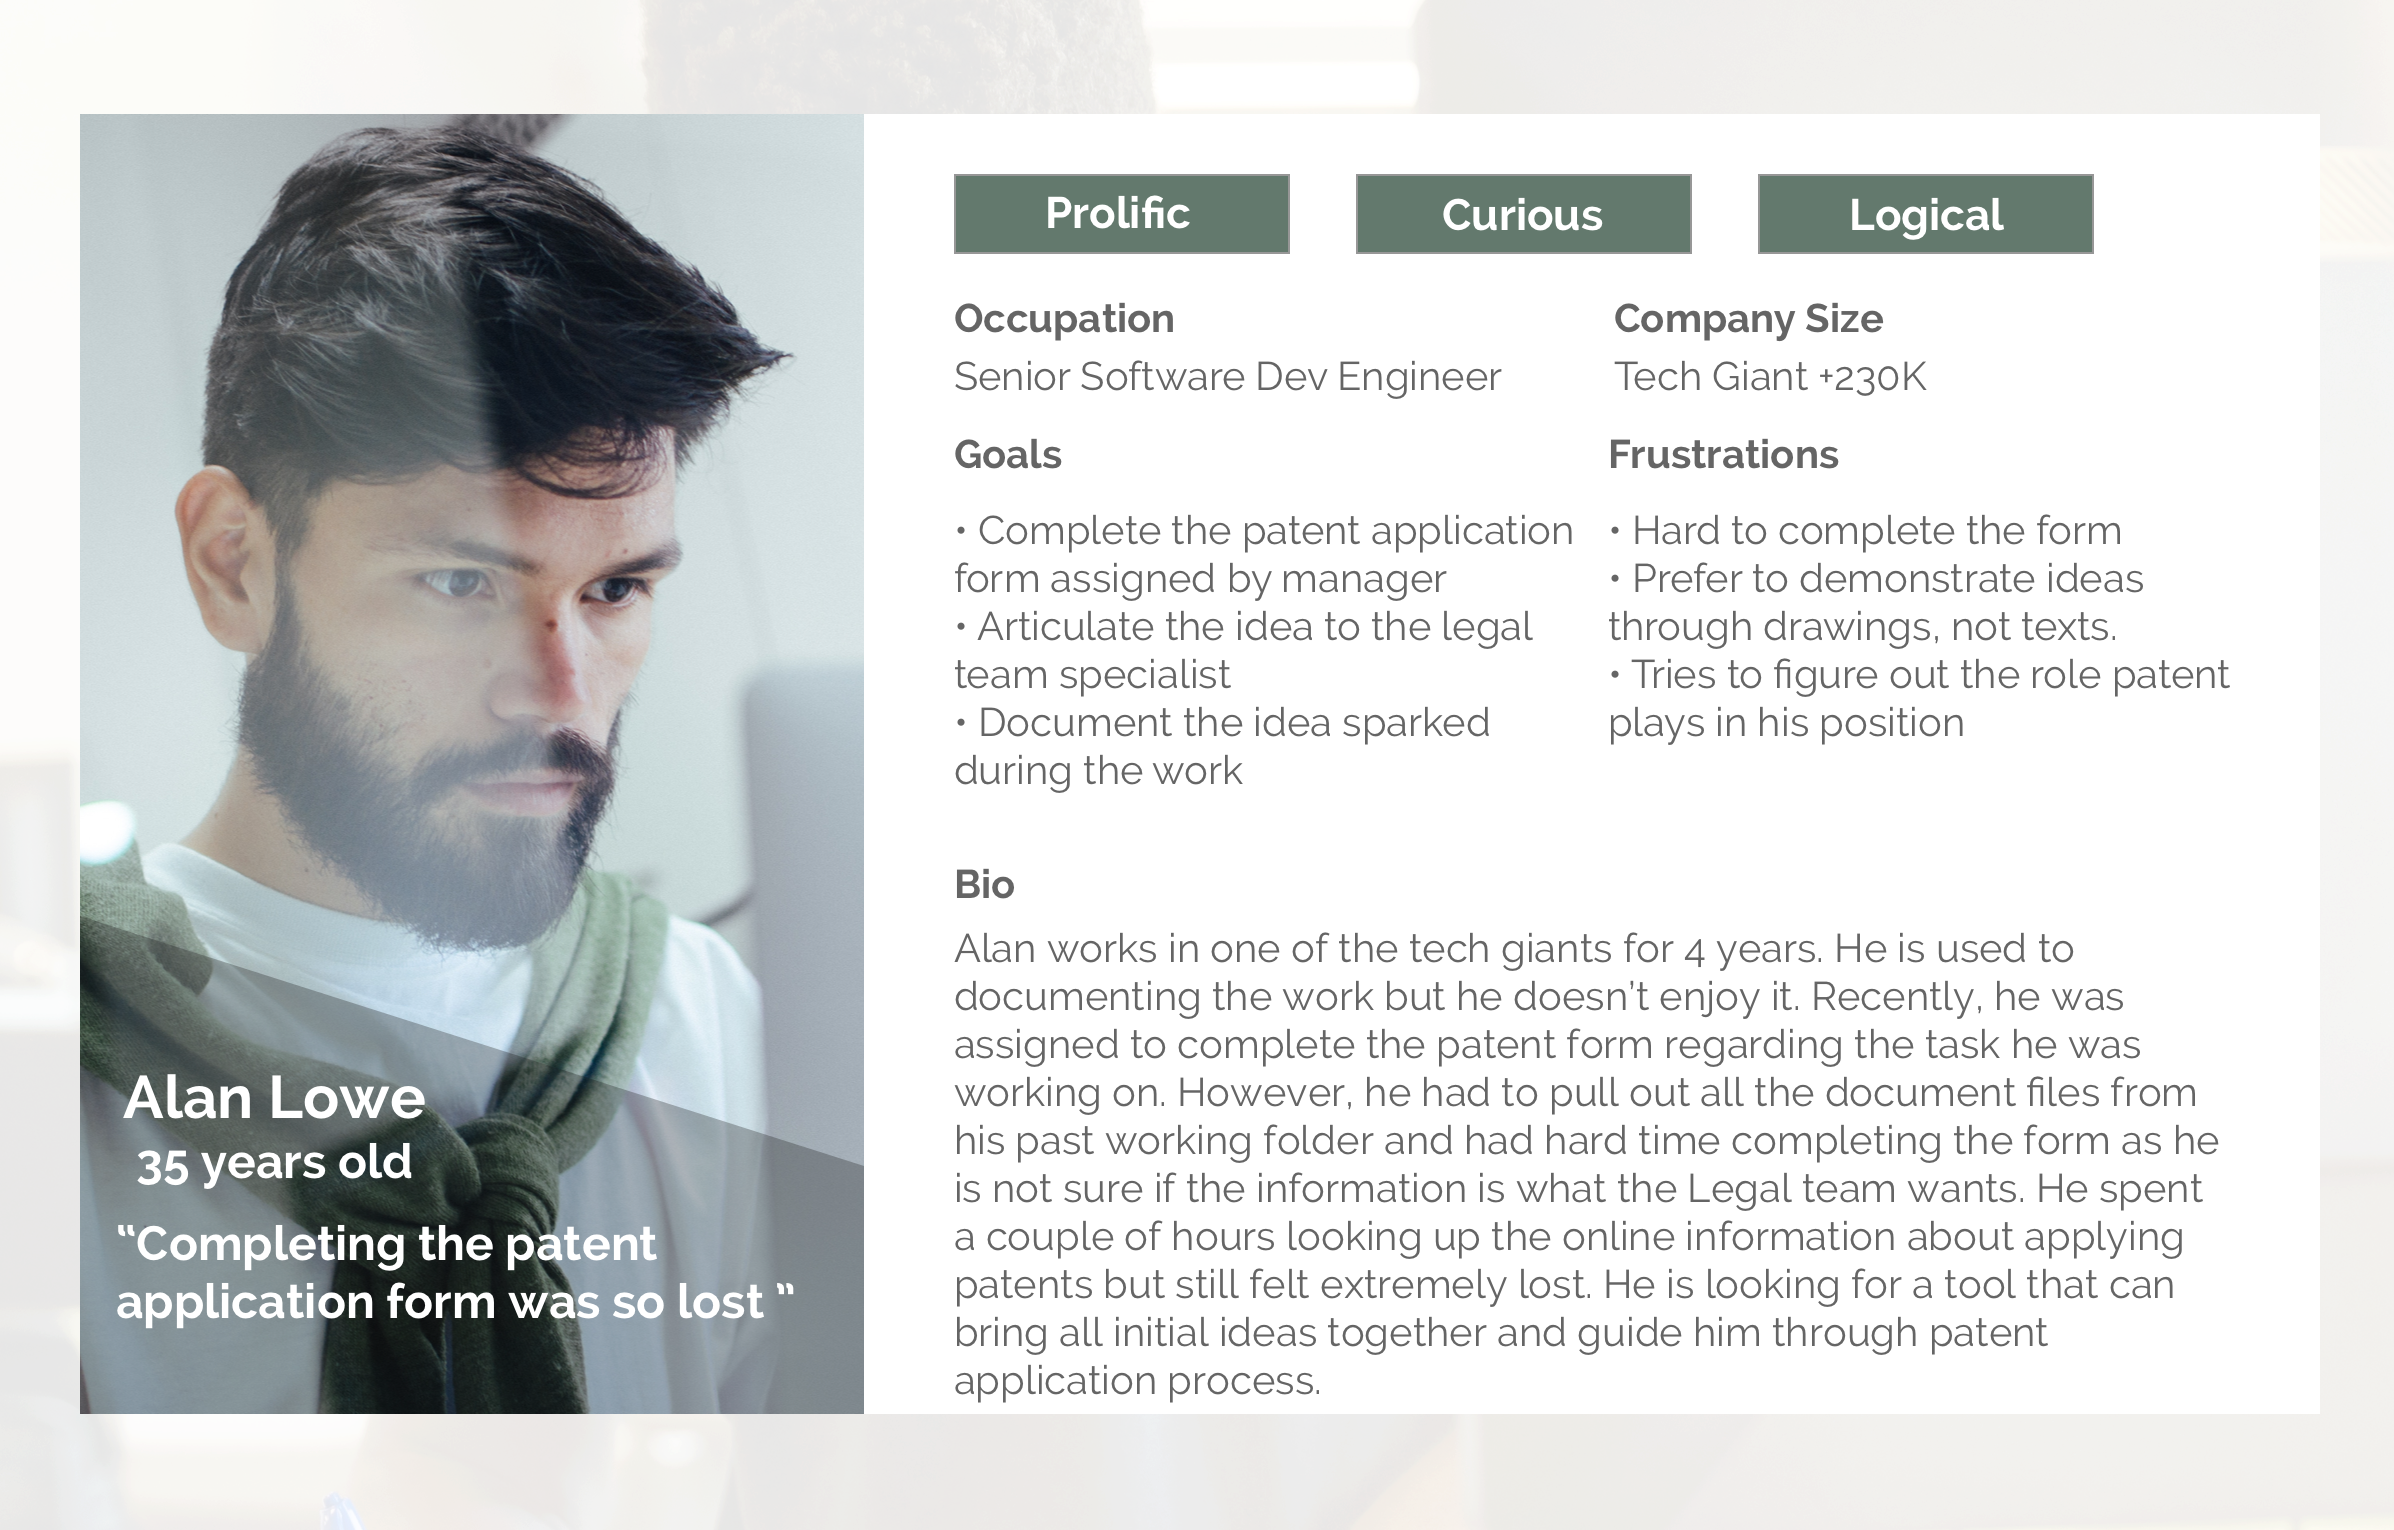 Alan Lowe
35 years old
“Completing the patent
application form was so lost ”
Prolific
Curious
Logical
Occupation
Senior Software Dev Engineer
Company Size
Tech Giant +230K
Goals
• Complete the patent application
form assigned by manager
• Articulate the idea to the legal
team specialist
• Document the idea sparked
during the work
Frustrations
• Hard to complete the form
• Prefer to demonstrate ideas
through drawings, not texts.
• Tries to figure out the role patent
plays in his position
Bio
Alan works in one of the tech giants for 4 years. He is used to
documenting the work but he doesn’t enjoy it. Recently, he was
assigned to complete the patent form regarding the task he was
working on. However, he had to pull out all the document files from
his past working folder and had hard time completing the form as he
is not sure if the information is what the Legal team wants. He spent
a couple of hours looking up the online information about applying
patents but still felt extremely lost. He is looking for a tool that can
bring all initial ideas together and guide him through patent
application process.